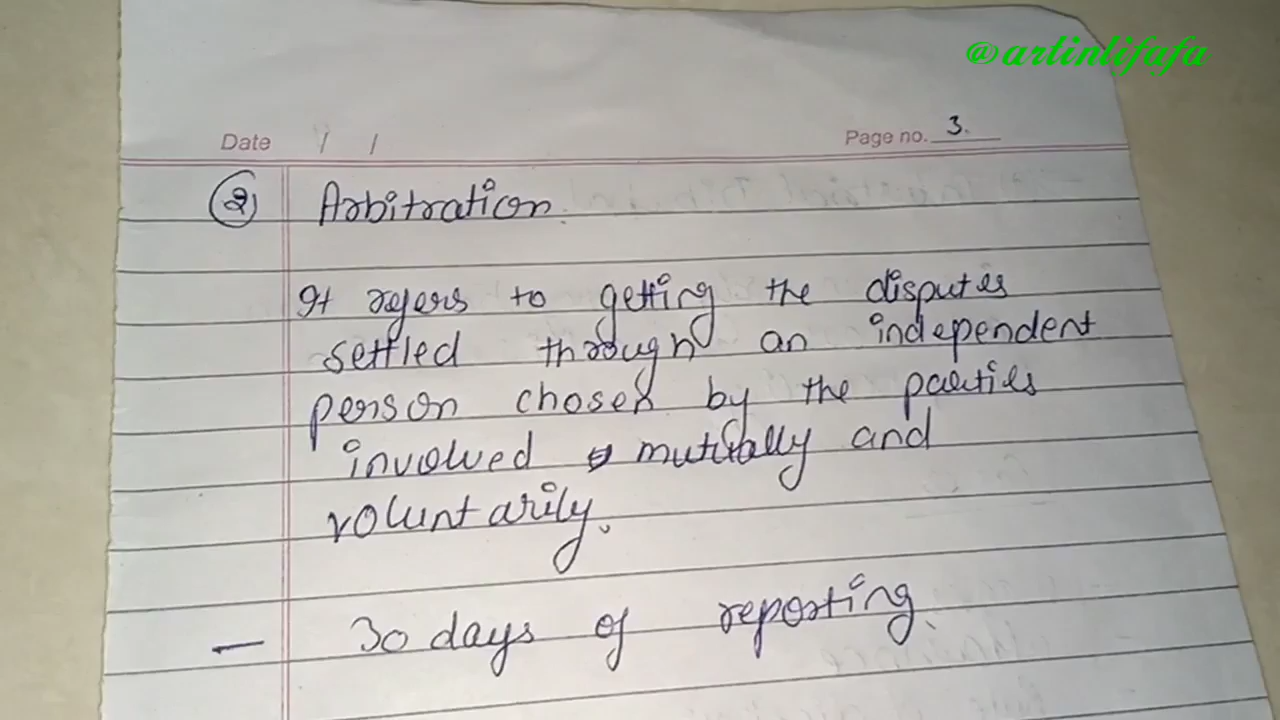 @artinlifafa
Date / /
Page no. 3.
2) Arbitration.
It refers to getting the disputes
settled through an independent
person chosen by the parties
involved mutually and
voluntarily.
— 30 days of reporting.